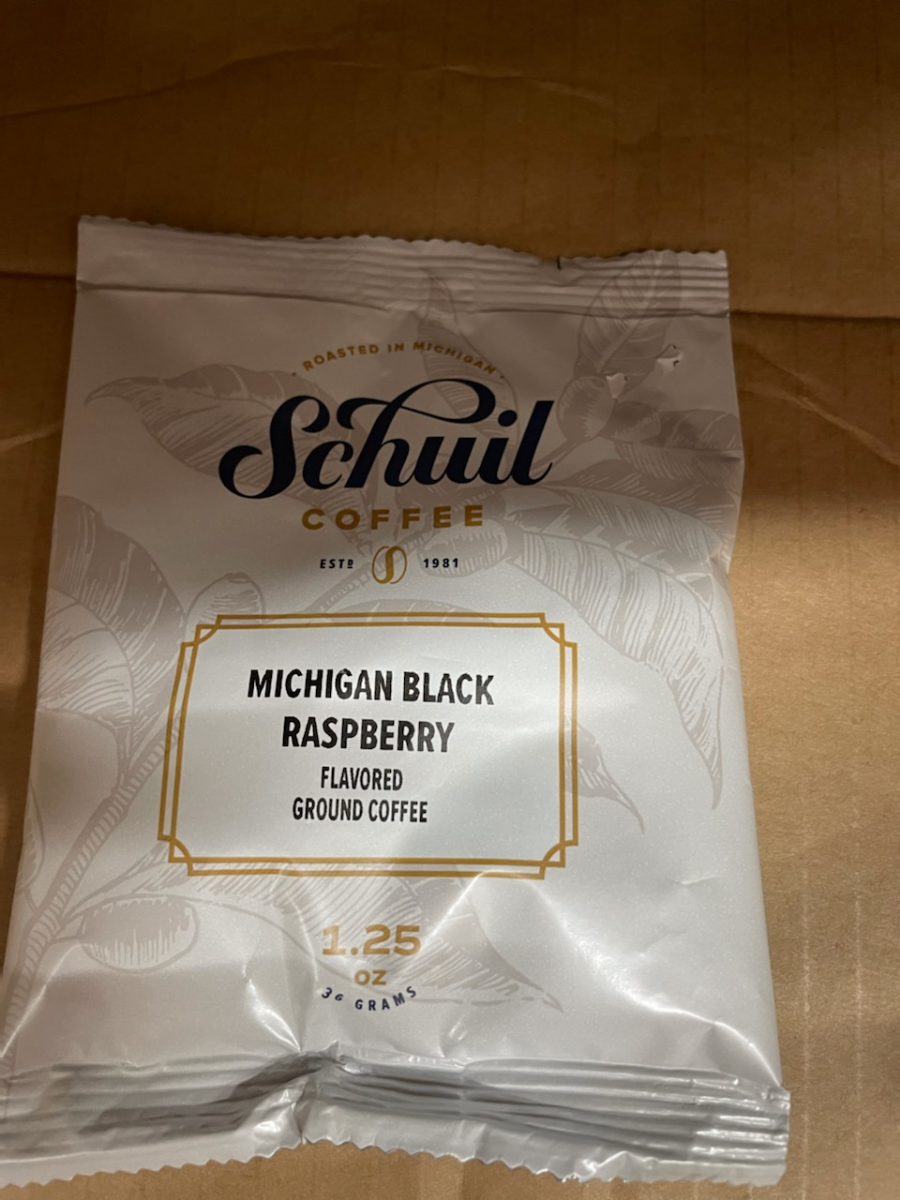 · ROASTED IN MICHIGAN ·
Schuil
COFFEE
ESTD 1981
MICHIGAN BLACK
RASPBERRY
FLAVORED
GROUND COFFEE
1.25
OZ
36 GRAMS